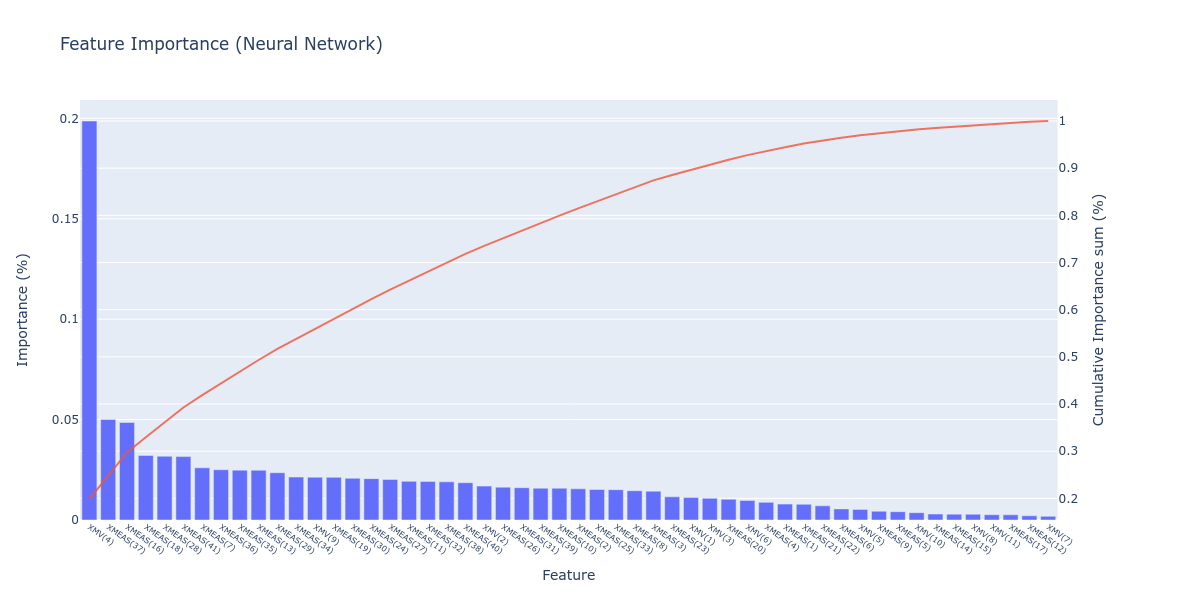 Feature Importance (Neural Network)
0.2
0.15
0.1
0.05
0
Importance (%)
1
0.9
0.8
0.7
0.6
0.5
0.4
0.3
0.2
Cumulative Importance sum (%)
XMV(4)
XMEAS(37)
XMEAS(16)
XMEAS(18)
XMEAS(28)
XMEAS(41)
XMEAS(7)
XMEAS(36)
XMEAS(35)
XMEAS(13)
XMEAS(29)
XMEAS(34)
XMV(9)
XMEAS(19)
XMEAS(30)
XMEAS(24)
XMEAS(27)
XMEAS(11)
XMEAS(32)
XMEAS(38)
XMEAS(40)
XMV(2)
XMEAS(26)
XMEAS(31)
XMEAS(39)
XMEAS(10)
XMEAS(2)
XMEAS(25)
XMEAS(33)
XMEAS(8)
XMEAS(3)
XMEAS(23)
XMV(1)
XMV(3)
XMEAS(20)
XMV(6)
XMEAS(4)
XMEAS(1)
XMEAS(21)
XMEAS(22)
XMEAS(6)
XMV(5)
XMEAS(9)
XMEAS(5)
XMV(10)
XMEAS(14)
XMEAS(15)
XMV(8)
XMV(11)
XMEAS(17)
XMEAS(12)
XMV(7)
Feature